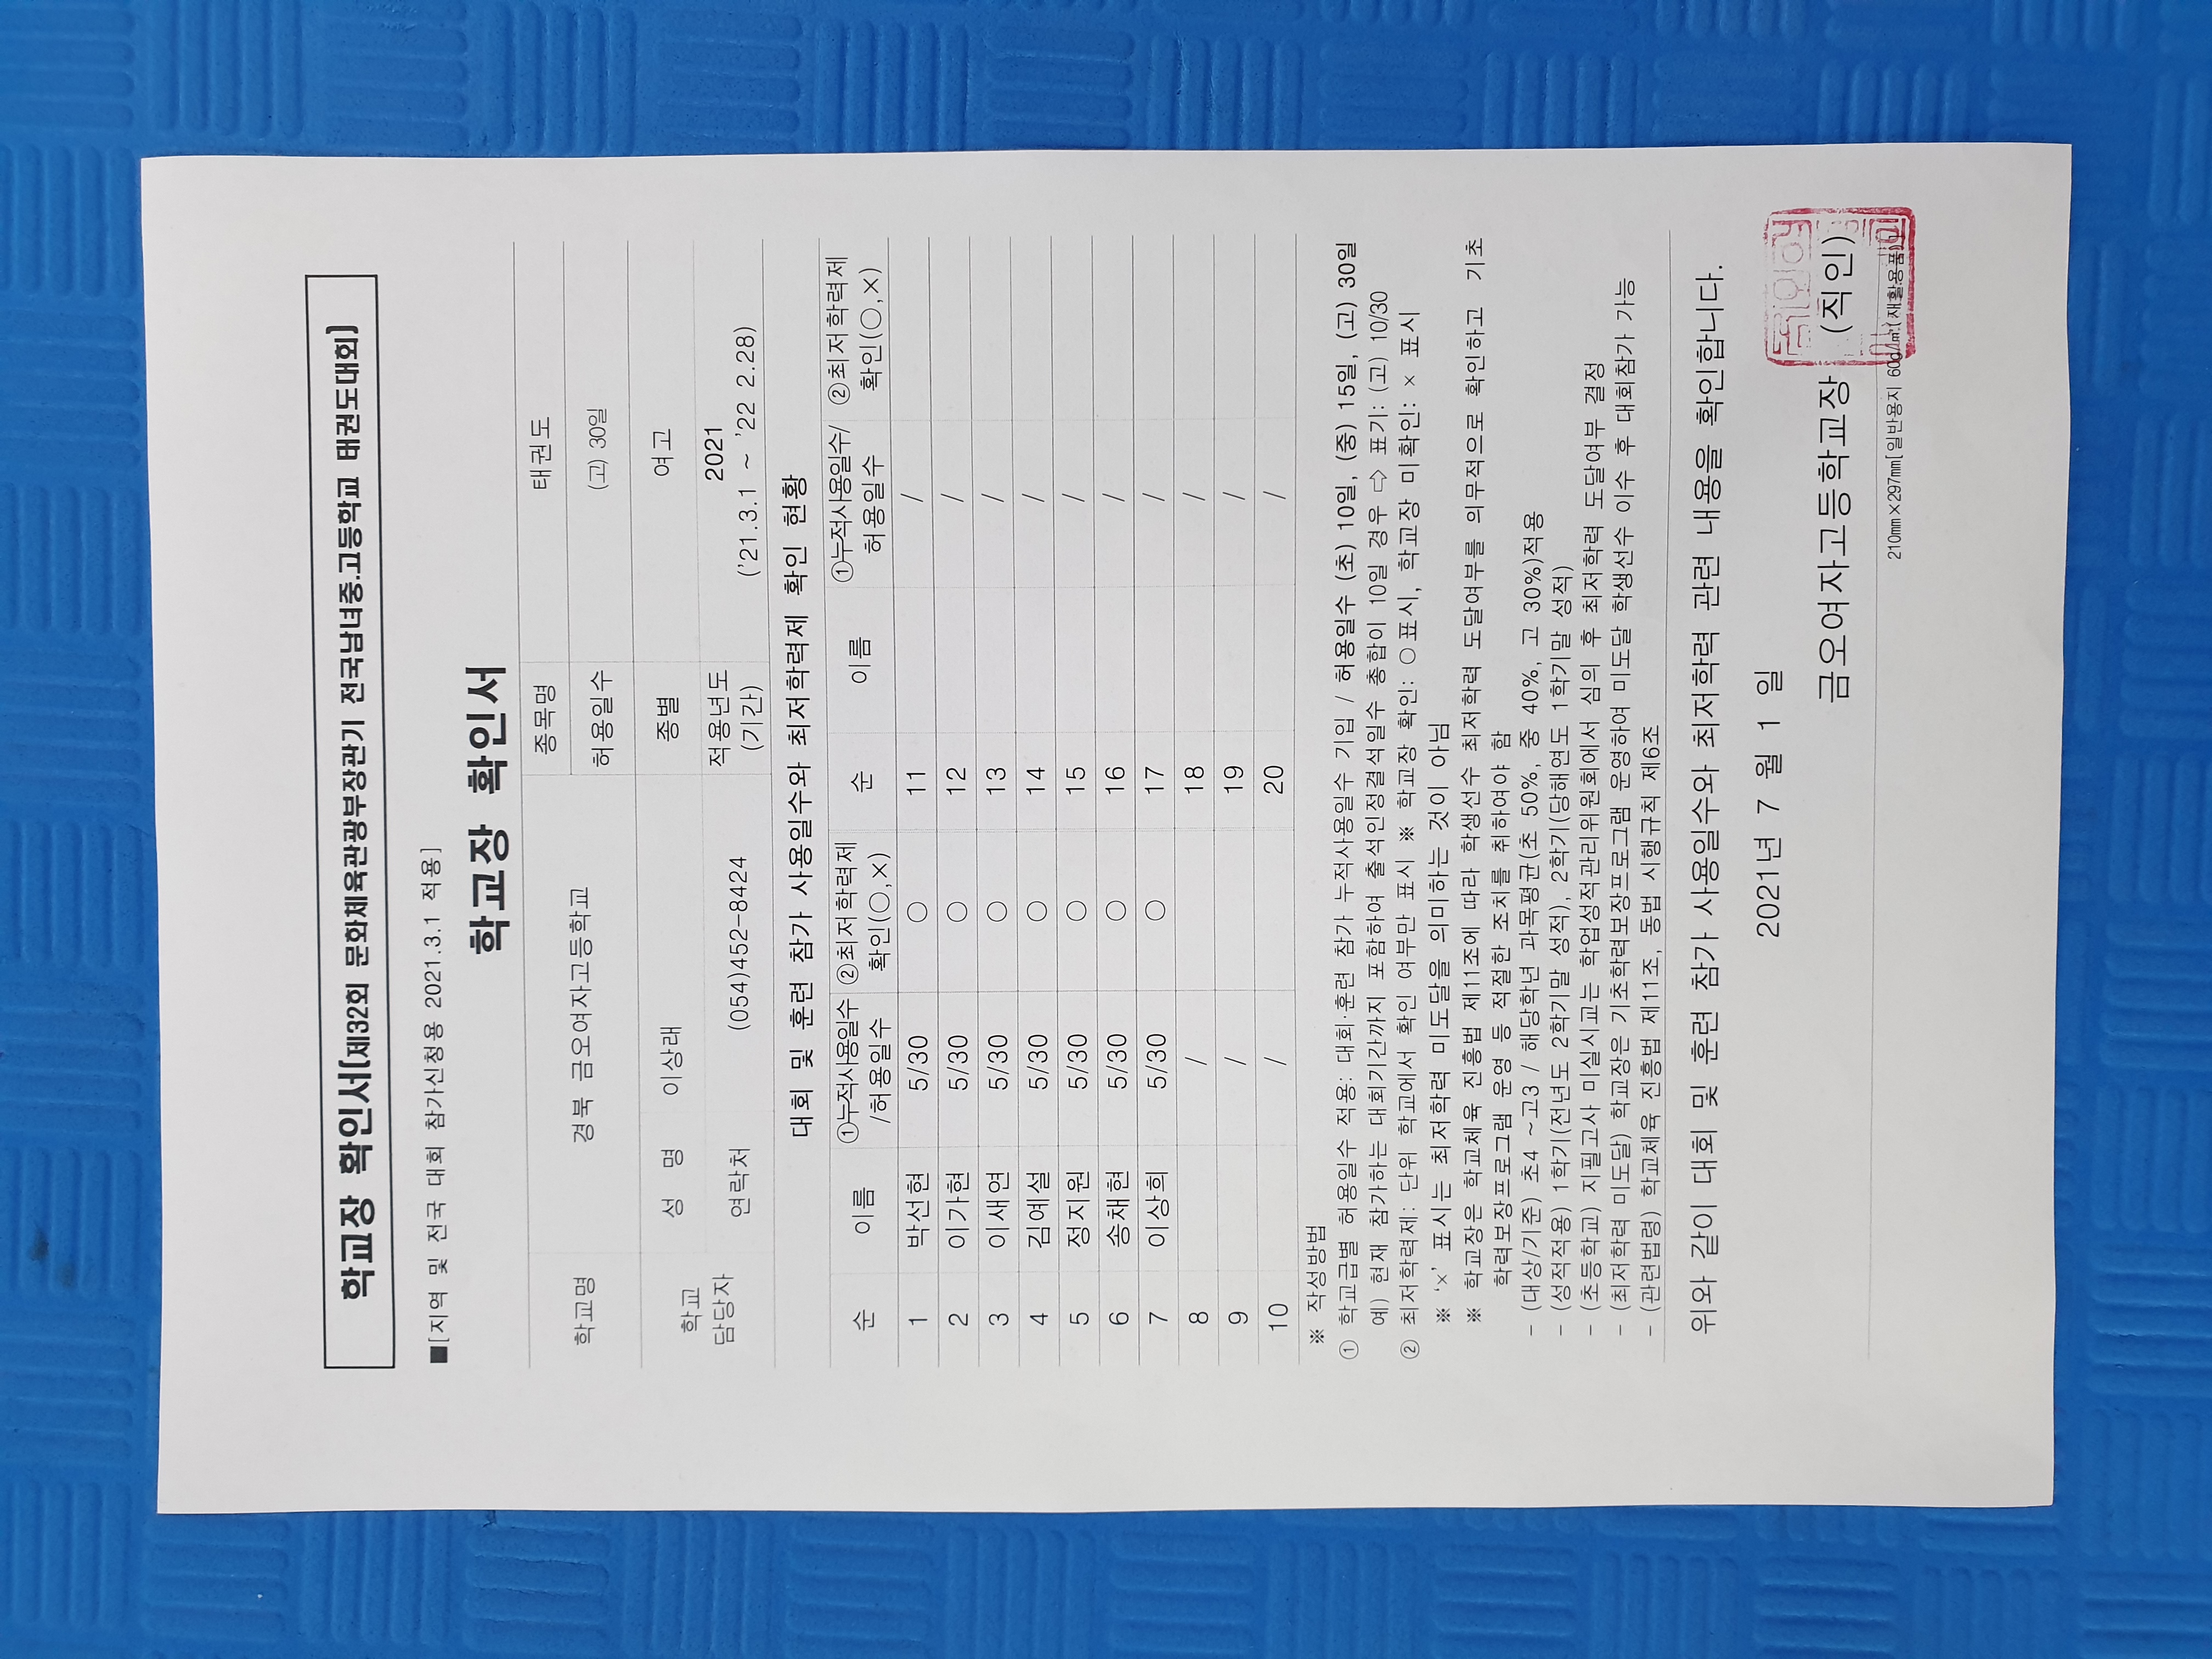 학교장 확인서(제32회 문화체육관광부장관기 전국남녀중.고등학교 태권도대회)
■[지역 및 전국 대회 참가신청용 2021.3.1 적용]
학교장 확인서
학교명 경북 금오여자고등학교 종목명 태권도
허용일수 (고) 30일
학교 담당자 성 명 이상래 종별 여고
연락처 (054)452-8424 적용년도 (기간) 2021 ('21.3.1 ~ '22 2.28)
대회 및 훈련 참가 사용일수와 최저학력제 확인 현황
순 이름 ①누적사용일수/허용일수 ②최저학력제 확인(○,×) 순 이름 ①누적사용일수/허용일수 ②최저학력제 확인(○,×)
1 박선현 5/30 ○ 11 /
2 이가현 5/30 ○ 12 /
3 이새연 5/30 ○ 13 /
4 김예설 5/30 ○ 14 /
5 정지원 5/30 ○ 15 /
6 송채현 5/30 ○ 16 /
7 이상희 5/30 ○ 17 /
8 / 18 /
9 / 19 /
10 / 20 /
※ 작성방법
① 학교급별 허용일수 적용: 대회·훈련 참가 누적사용일수 기입 / 허용일수 (초) 10일, (중) 15일, (고) 30일
예) 현재 참가하는 대회기간까지 포함하여 출석인정결석일수 총합이 10일 경우 ⇨ 표기: (고) 10/30
② 최저학력제: 단위 학교에서 확인 여부만 표시 ※ 학교장 확인: ○표시, 학교장 미확인: × 표시
※ '×' 표시는 최저학력 미도달을 의미하는 것이 아님
※ 학교장은 학교체육 진흥법 제11조에 따라 학생선수 최저학력 도달여부를 의무적으로 확인하고 기초
학력보장프로그램 운영 등 적절한 조치를 취하여야 함
- (대상/기준) 초4 ~고3 / 해당학년 과목평균(초 50%, 중 40%, 고 30%)적용
- (성적적용) 1학기(전년도 2학기말 성적), 2학기(당해연도 1학기말 성적)
- (초등학교) 지필고사 미실시교는 학업성적관리위원회에서 심의 후 최저학력 도달여부 결정
- (최저학력 미도달) 학교장은 기초학력보장프로그램 운영하여 미도달 학생선수 이수 후 대회참가 가능
- (관련법령) 학교체육 진흥법 제11조, 동법 시행규칙 제6조
위와 같이 대회 및 훈련 참가 사용일수와 최저학력 관련 내용을 확인합니다.
2021년 7 월 1 일
금오여자고등학교장 (직인)
210㎜×297㎜[일반용지 60g/㎡(재활용품)]